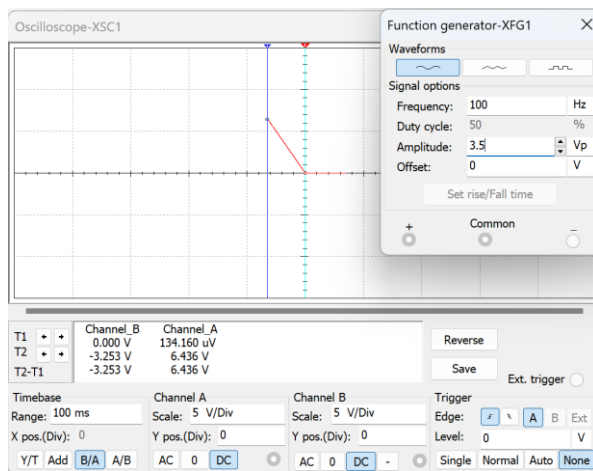 Oscilloscope-XSC1
Function generator-XFG1
Waveforms
Signal options
Frequency: 100 Hz
Duty cycle: 50 %
Amplitude: 3.5 Vp
Offset: 0 V
Set rise/Fall time
+ Common −
Channel_B Channel_A
T1 0.000 V 134.160 uV
T2 -3.253 V 6.436 V
T2-T1 -3.253 V 6.436 V
Reverse
Save
Ext. trigger
Timebase Channel A Channel B Trigger
Range: 100 ms Scale: 5 V/Div Scale: 5 V/Div Edge: A B Ext
X pos.(Div): 0 Y pos.(Div): 0 Y pos.(Div): 0 Level: 0 V
Y/T Add B/A A/B AC 0 DC AC 0 DC - Single Normal Auto None